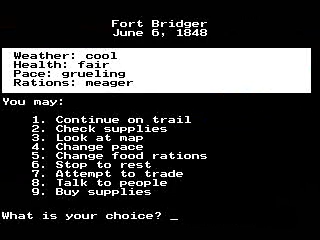 Fort Bridger
June 6, 1848
Weather: cool
Health: fair
Pace: grueling
Rations: meager
You may:
1. Continue on trail
2. Check supplies
3. Look at map
4. Change pace
5. Change food rations
6. Stop to rest
7. Attempt to trade
8. Talk to people
9. Buy supplies
What is your choice? _